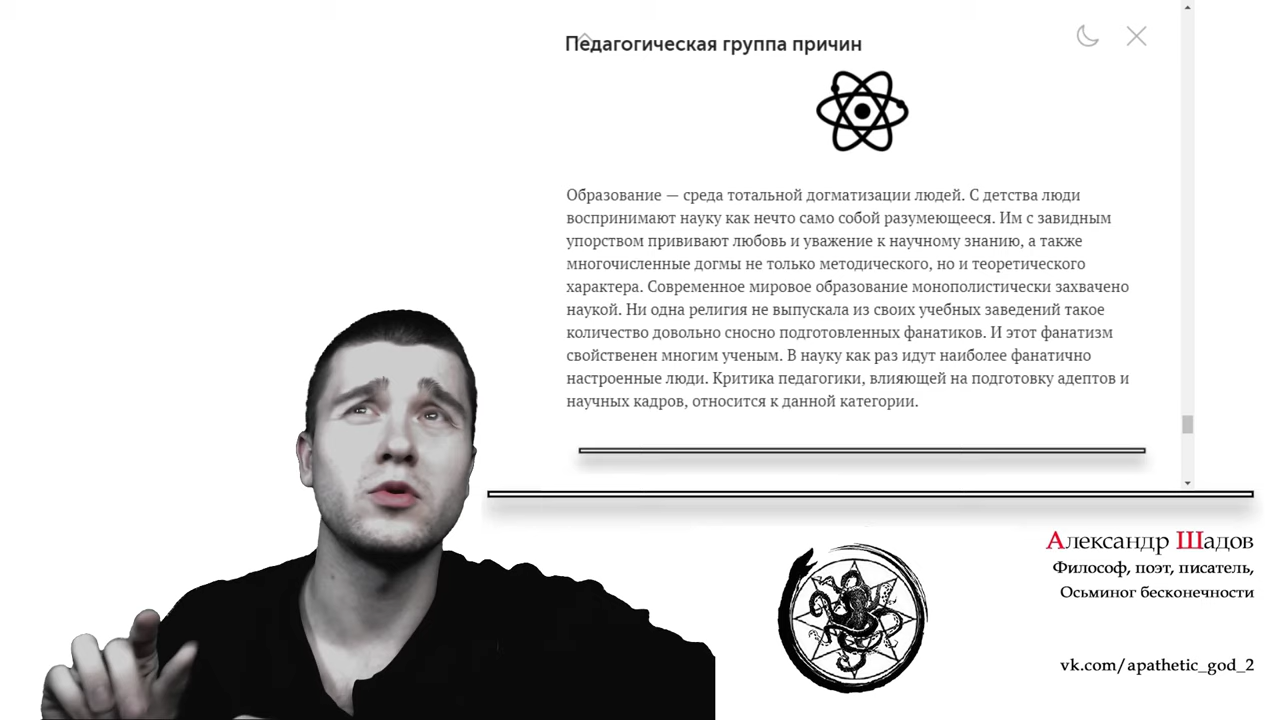 Педагогическая группа причин
Образование — среда тотальной догматизации людей. С детства люди
воспринимают науку как нечто само собой разумеющееся. Им с завидным
упорством прививают любовь и уважение к научному знанию, а также
многочисленные догмы не только методического, но и теоретического
характера. Современное мировое образование монополистически захвачено
наукой. Ни одна религия не выпускала из своих учебных заведений такое
количество довольно сносно подготовленных фанатиков. И этот фанатизм
свойственен многим ученым. В науку как раз идут наиболее фанатично
настроенные люди. Критика педагогики, влияющей на подготовку адептов и
научных кадров, относится к данной категории.
Александр Шадов
Философ, поэт, писатель,
Осьминог бесконечности
vk.com/apathetic_god_2